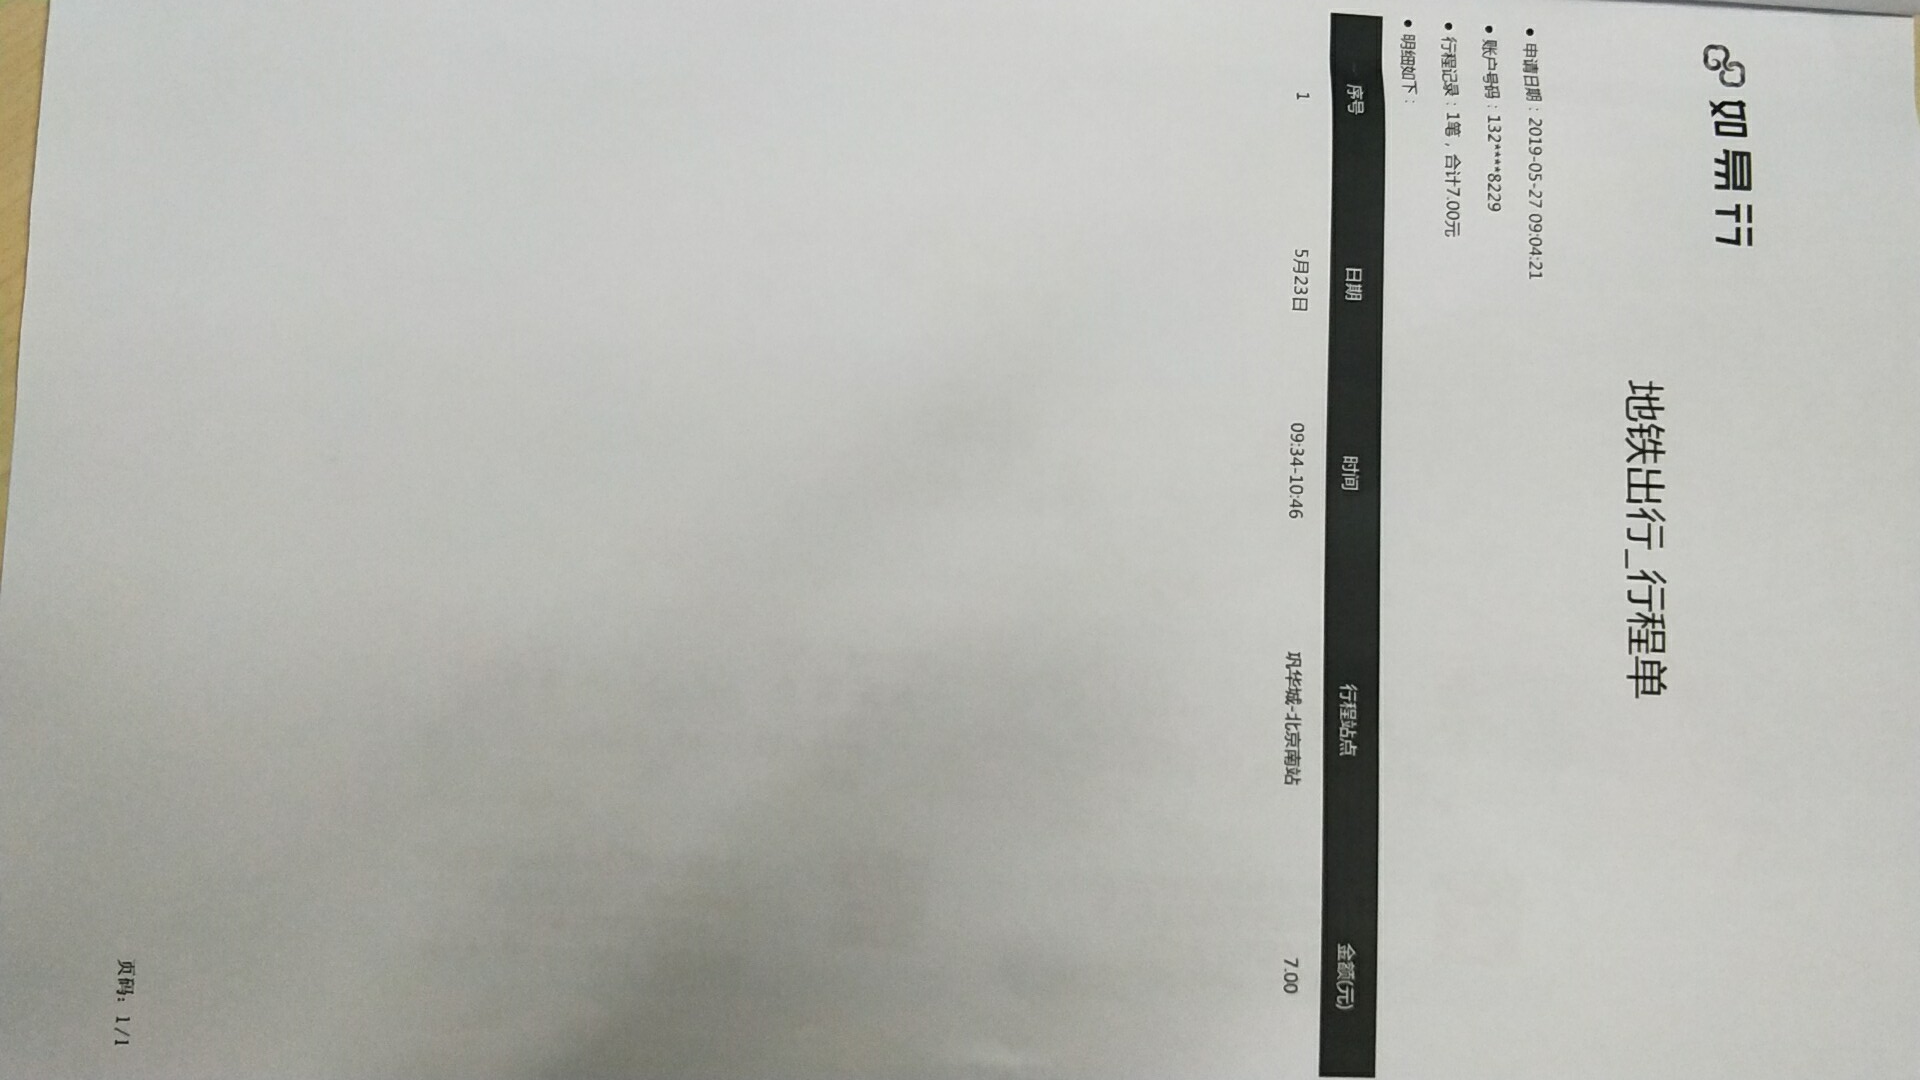 如易行
地铁出行_行程单
• 申请日期：2019-05-27 09:04:21
• 账户号码：132****8229
• 行程记录：1笔，合计7.00元
• 明细如下：
序号 日期 时间 行程站点 金额(元)
1 5月23日 09:34-10:46 巩华城-北京南站 7.00
页码：1/1